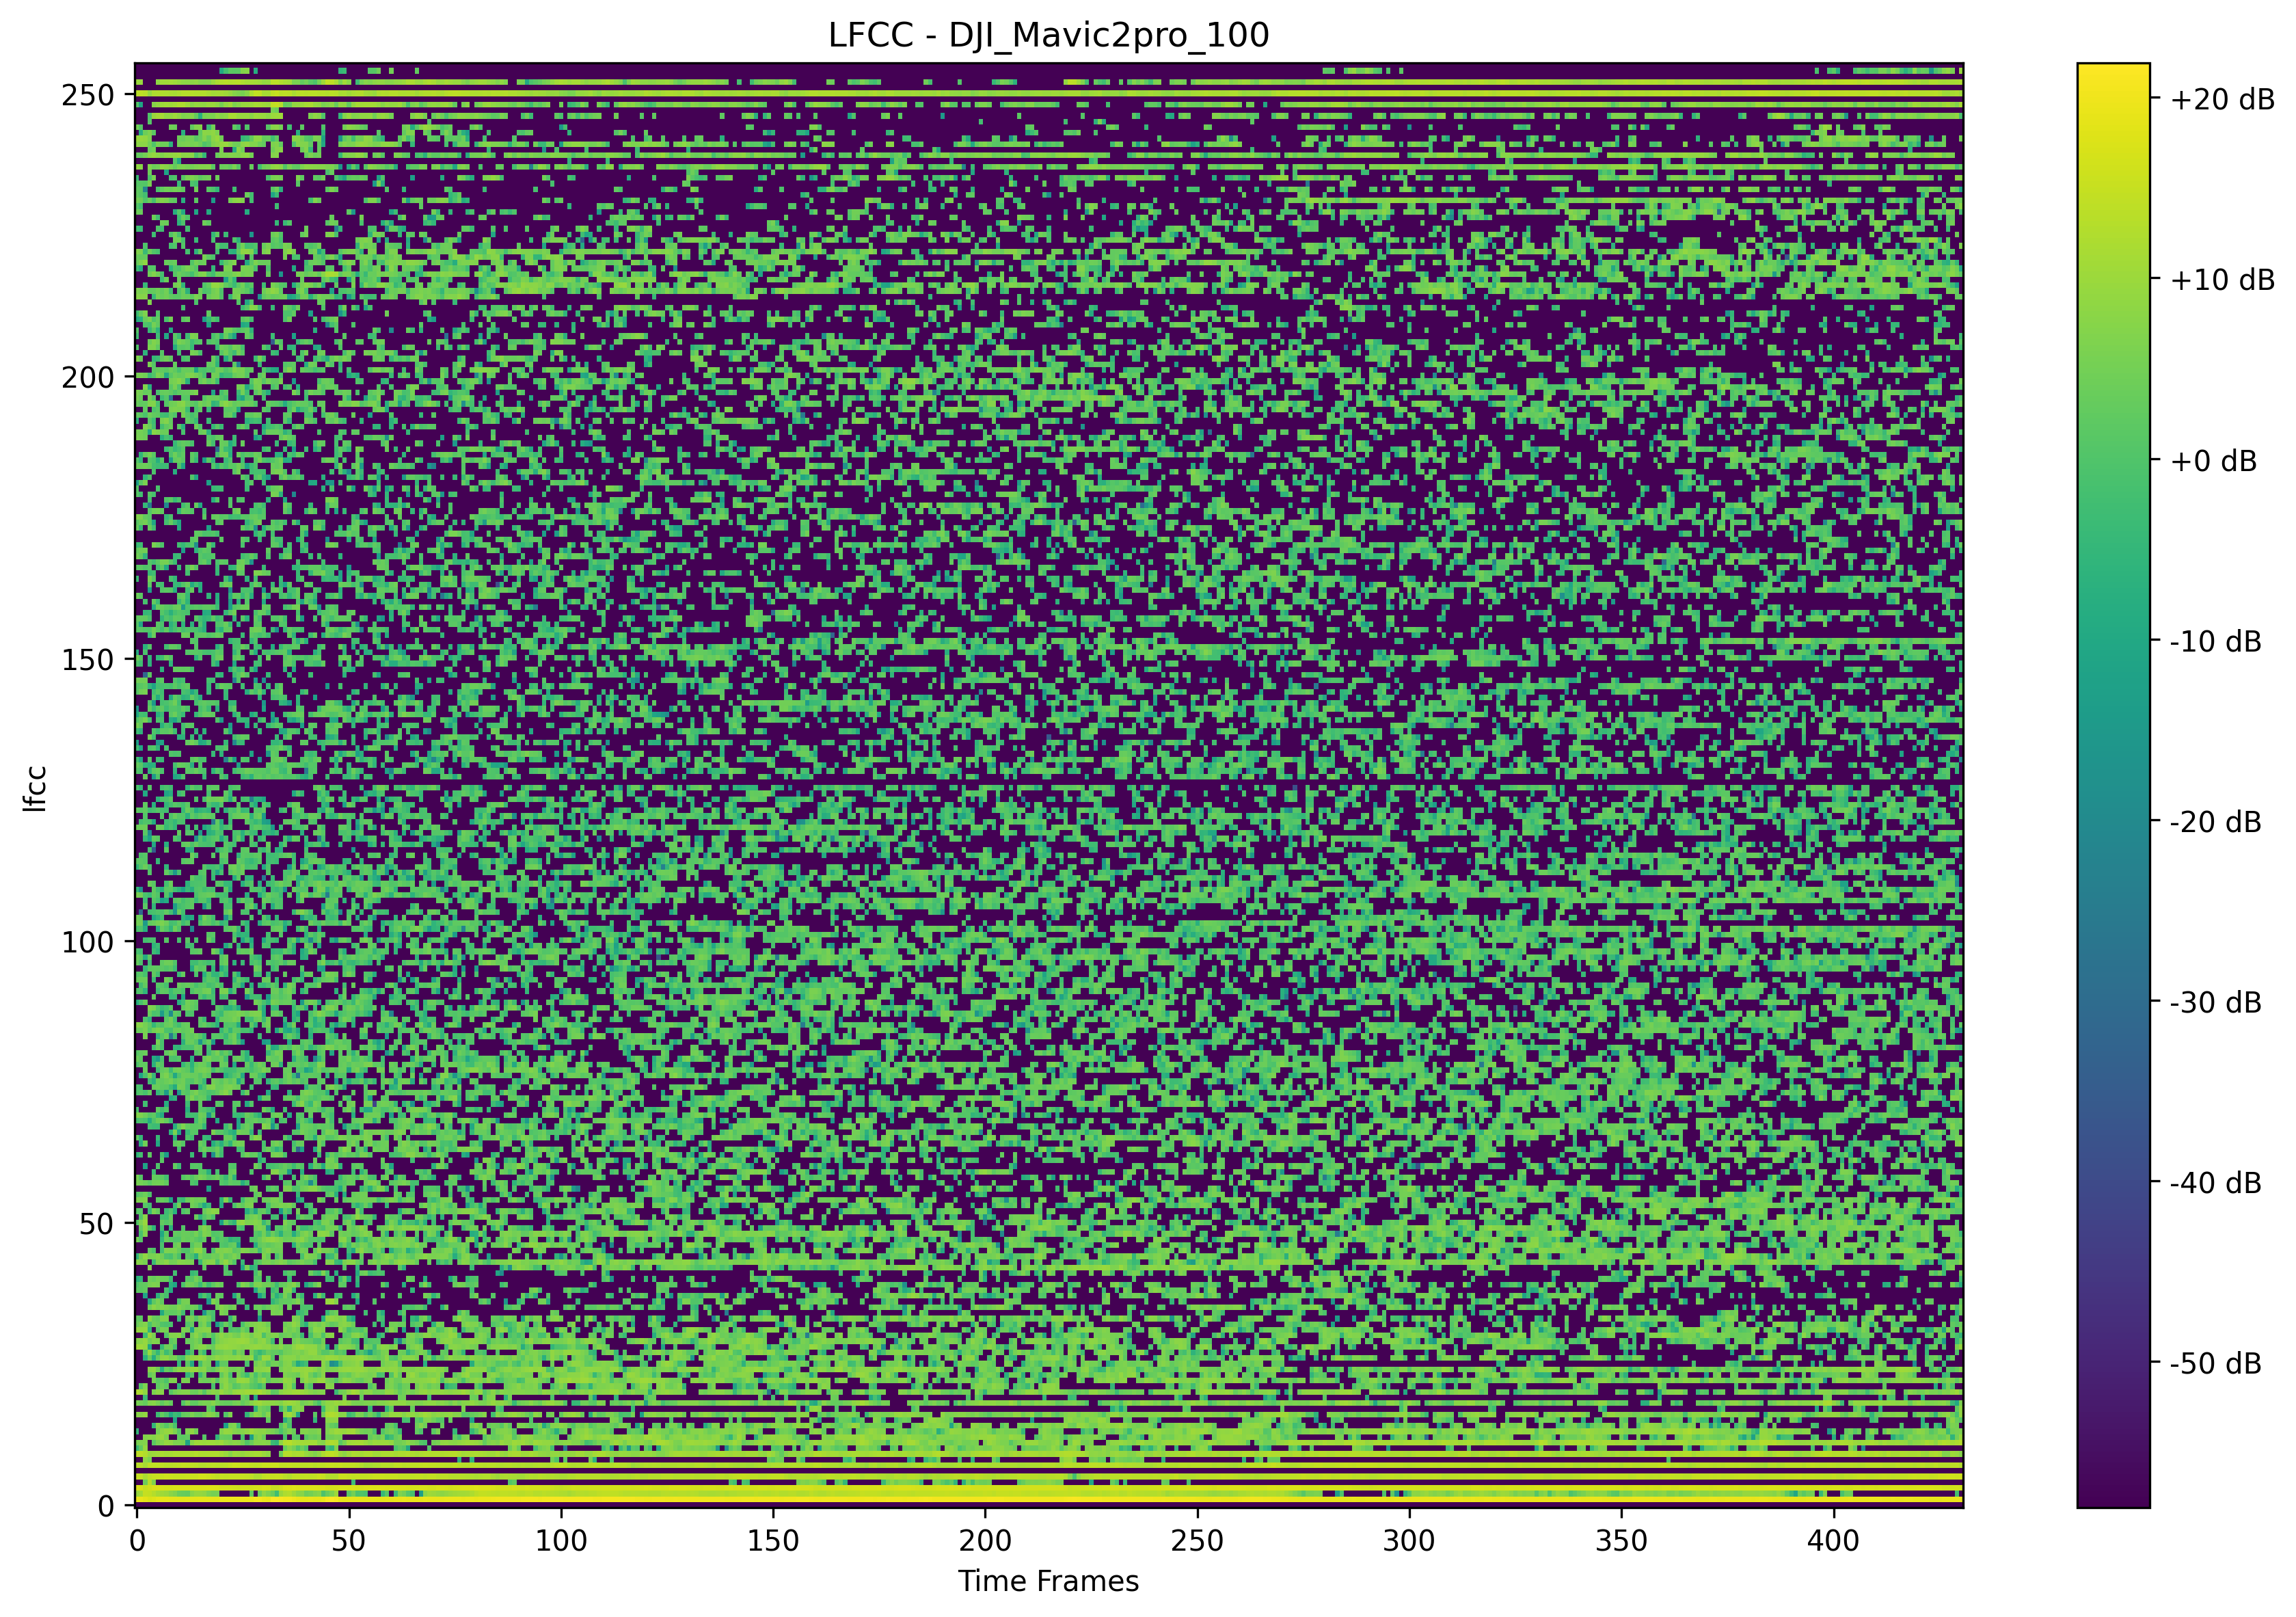 LFCC - DJI_Mavic2pro_100
250
200
150
100
50
0
lfcc
0 50 100 150 200 250 300 350 400
Time Frames
+20 dB
+10 dB
+0 dB
-10 dB
-20 dB
-30 dB
-40 dB
-50 dB